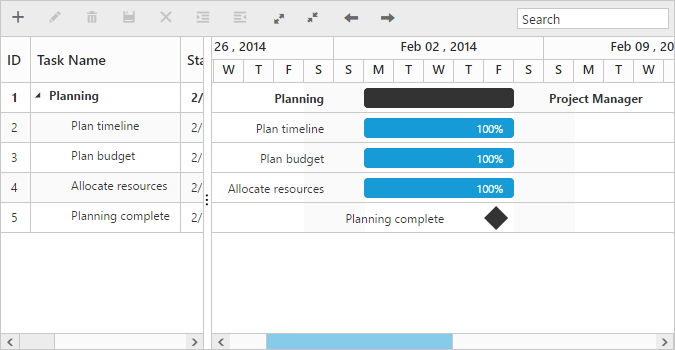 Search
ID Task Name Sta
26 , 2014 Feb 02 , 2014 Feb 09 , 20
W T F S S M T W T F S S M T W
1 Planning 2/
Planning Project Manager
2 Plan timeline 2/
Plan timeline 100%
3 Plan budget 2/
Plan budget 100%
4 Allocate resources 2/
Allocate resources 100%
5 Planning complete 2/
Planning complete